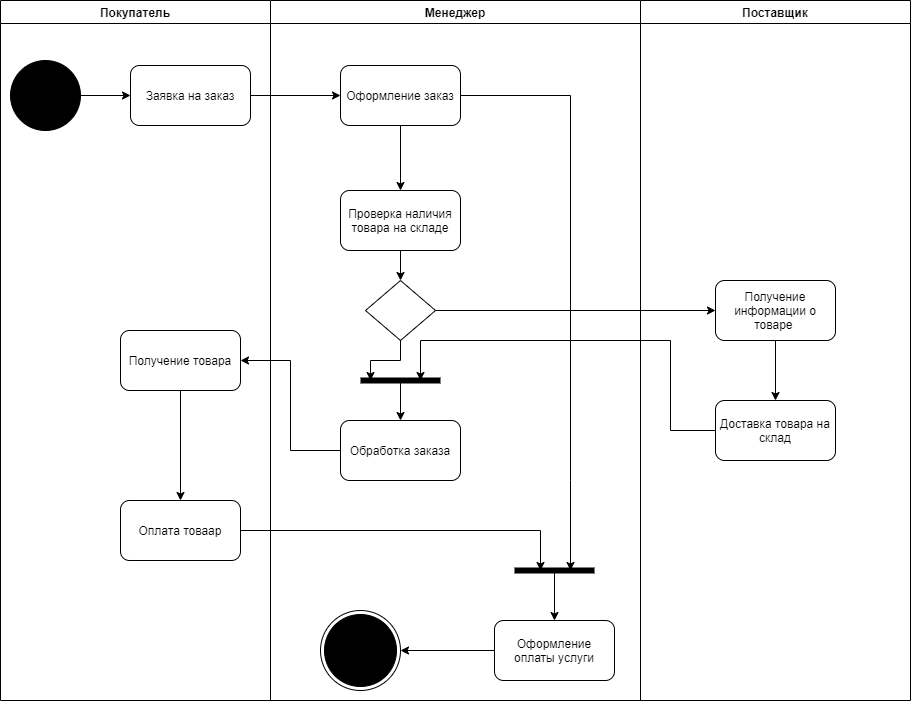 Покупатель
Менеджер
Поставщик
Заявка на заказ
Оформление заказ
Проверка наличия
товара на складе
Получение
информации о
товаре
Получение товара
Доставка товара на
склад
Обработка заказа
Оплата товаар
Оформление
оплаты услуги